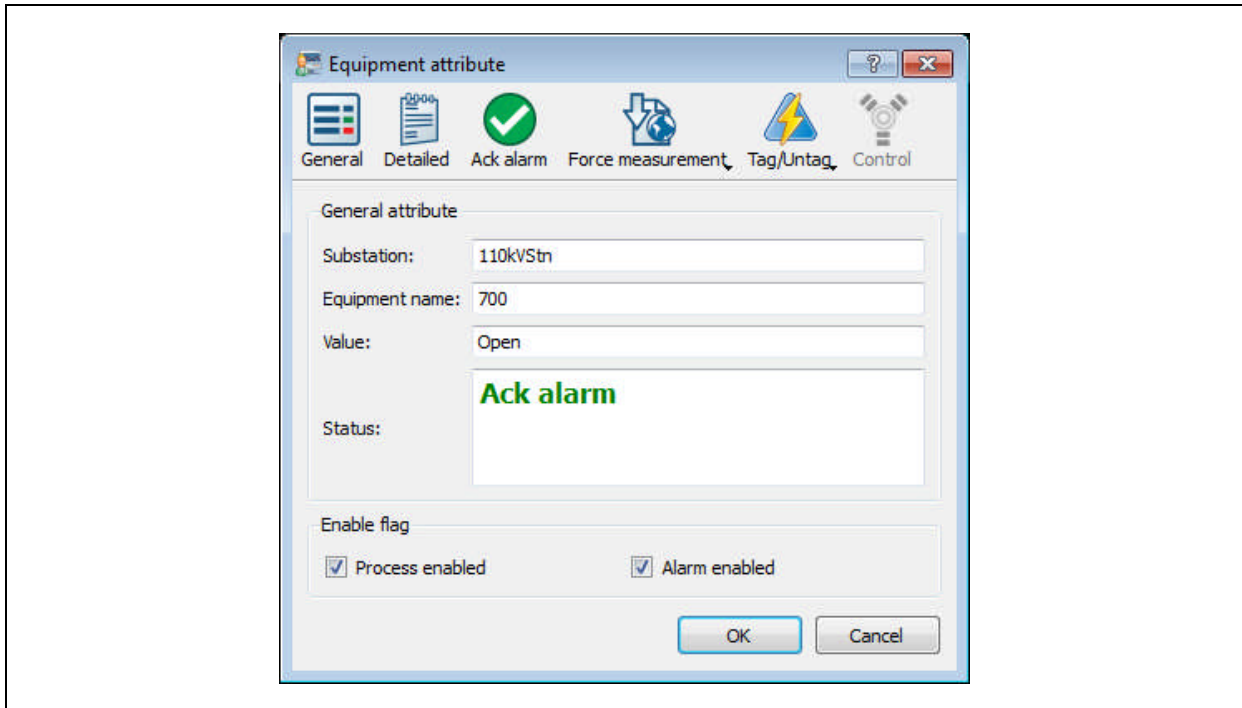 Equipment attribute
General Detailed Ack alarm Force measurement Tag/Untag Control
General attribute
Substation: 110kVStn
Equipment name: 700
Value: Open
Ack alarm
Status:
Enable flag
Process enabled Alarm enabled
OK Cancel